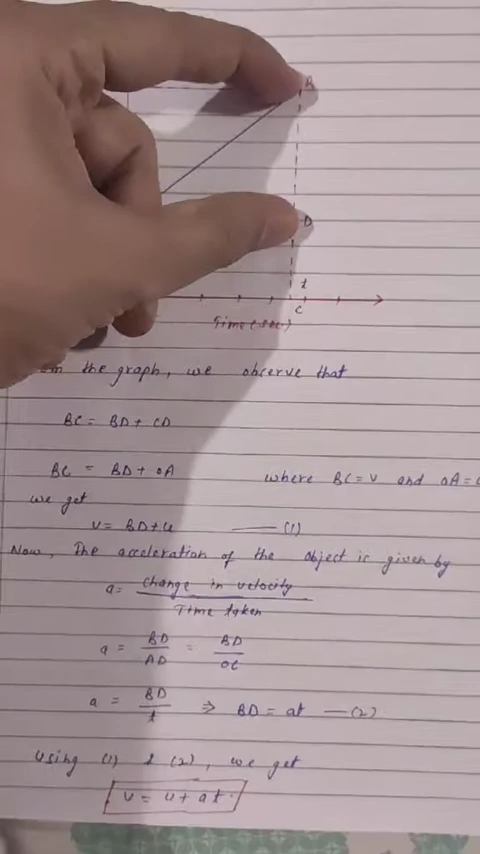 B
D
t
C
Time (sec)
the graph, we observe that
BC = BD + CD
BC = BD + OA where BC = V and OA =
we get
V = BD + u —— (1)
Now, The acceleration of the object is given by
a = change in velocity
Time taken
a = BD = BD
AD OC
a = BD ⇒ BD = at —(2)
t
Using (1) & (2), we get
V = u + at.